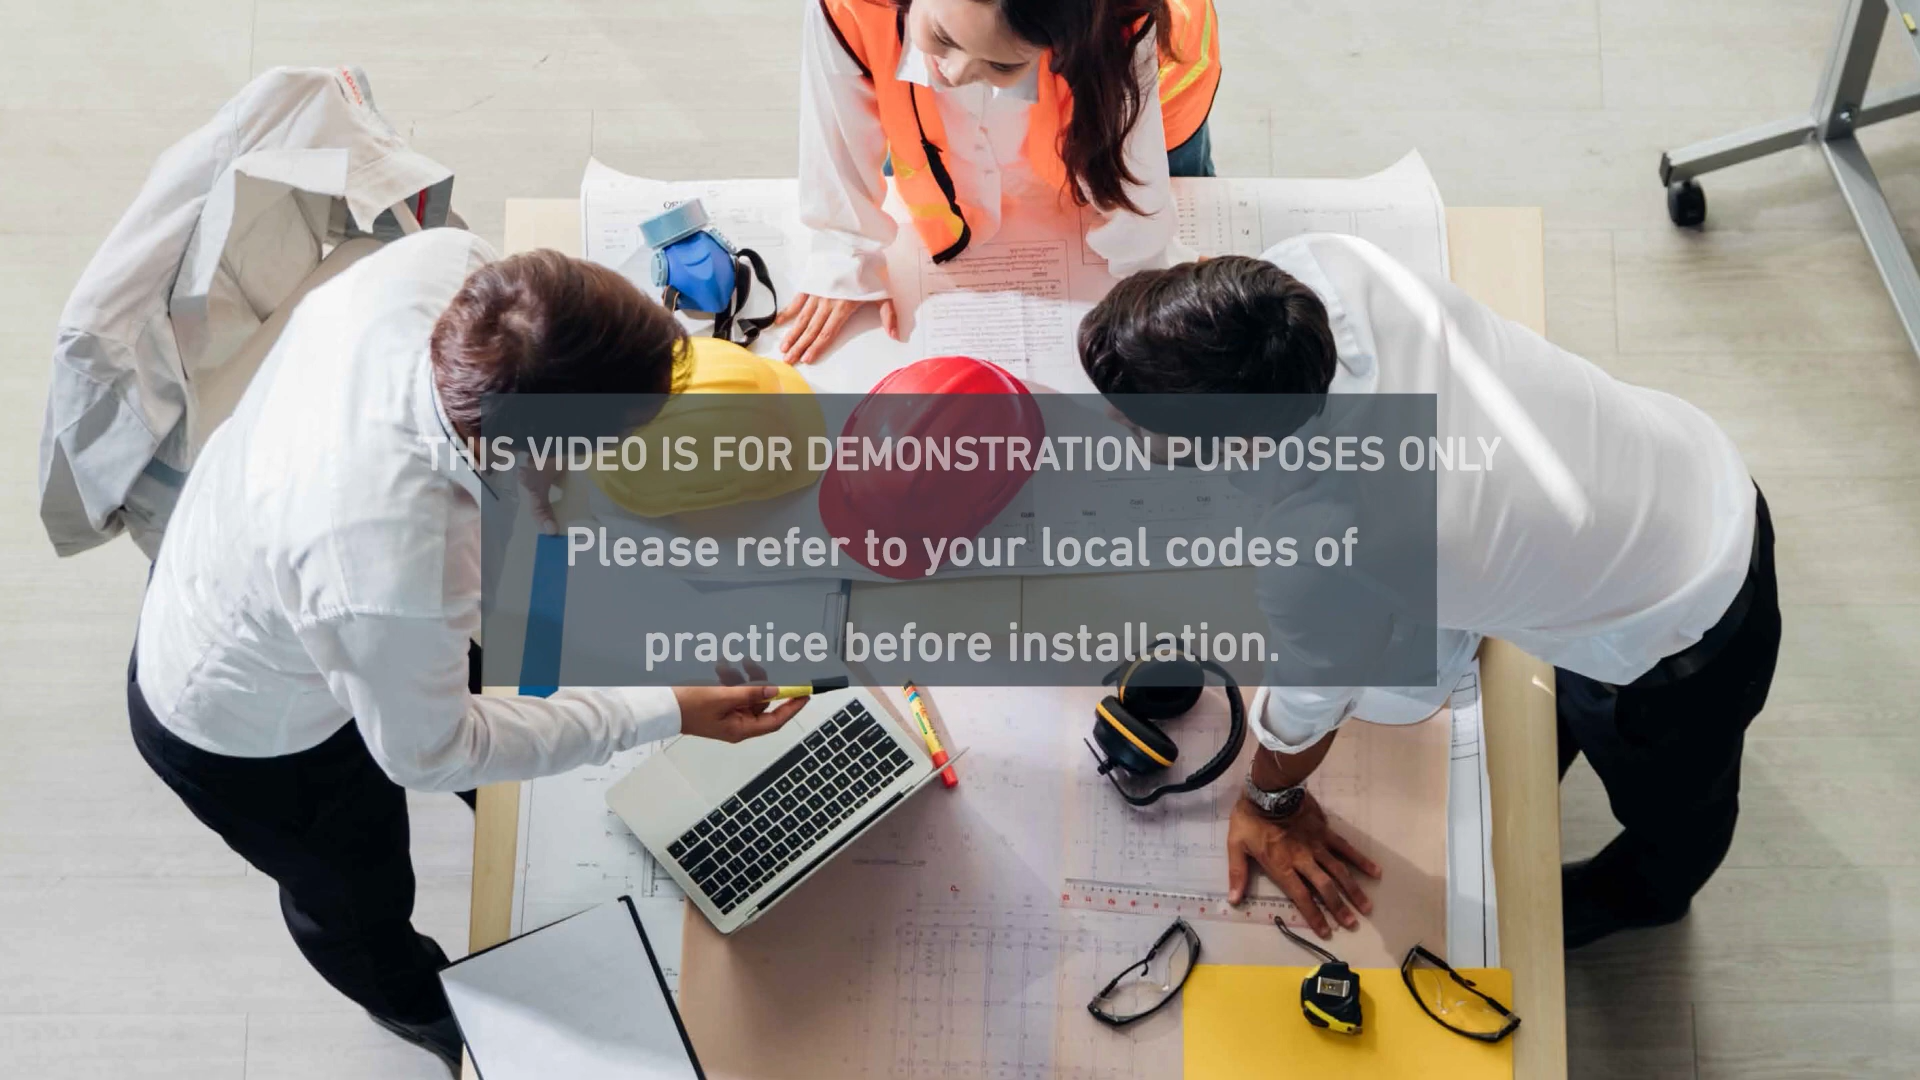 THIS VIDEO IS FOR DEMONSTRATION PURPOSES ONLY
Please refer to your local codes of
practice before installation.